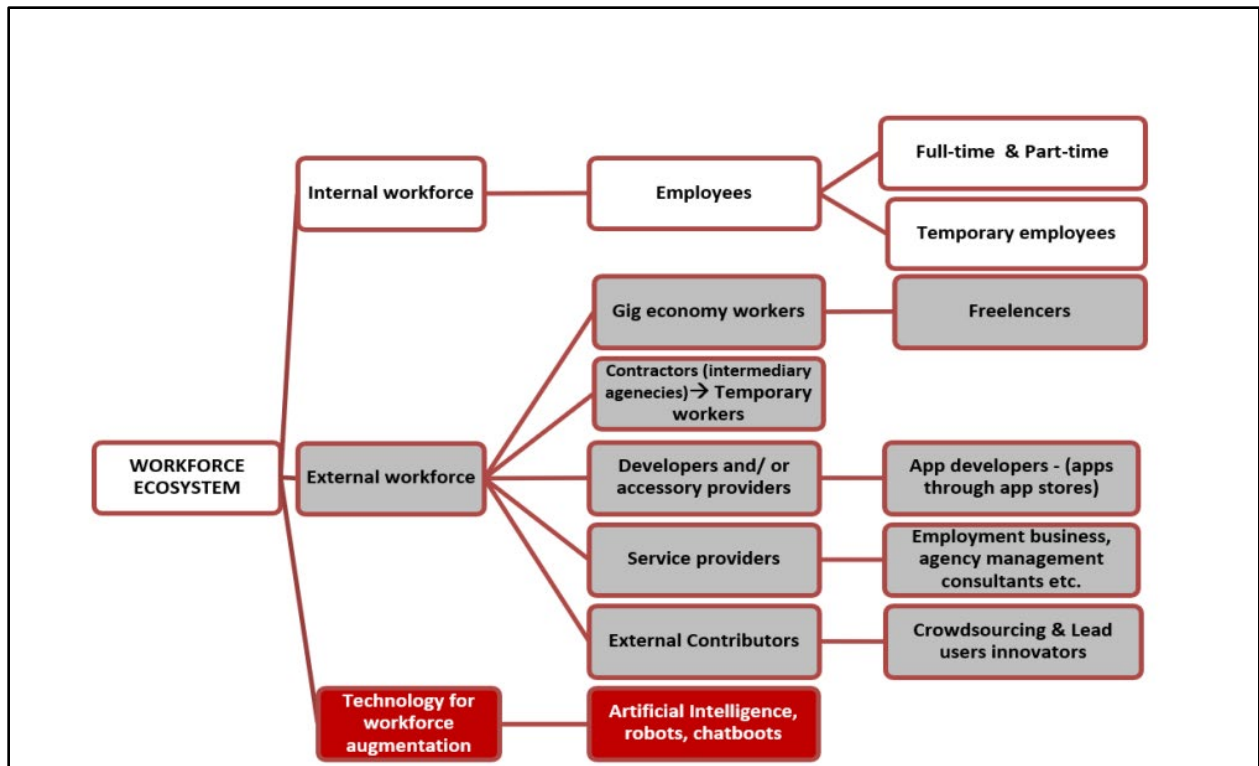 Full-time & Part-time
Internal workforce
Employees
Temporary employees
Gig economy workers
Freelencers
Contractors (intermediary
agenecies)→ Temporary
workers
WORKFORCE
ECOSYSTEM
External workforce
Developers and/ or
accessory providers
App developers - (apps
through app stores)
Service providers
Employment business,
agency management
consultants etc.
External Contributors
Crowdsourcing & Lead
users innovators
Technology for
workforce
augmentation
Artificial Intelligence,
robots, chatboots